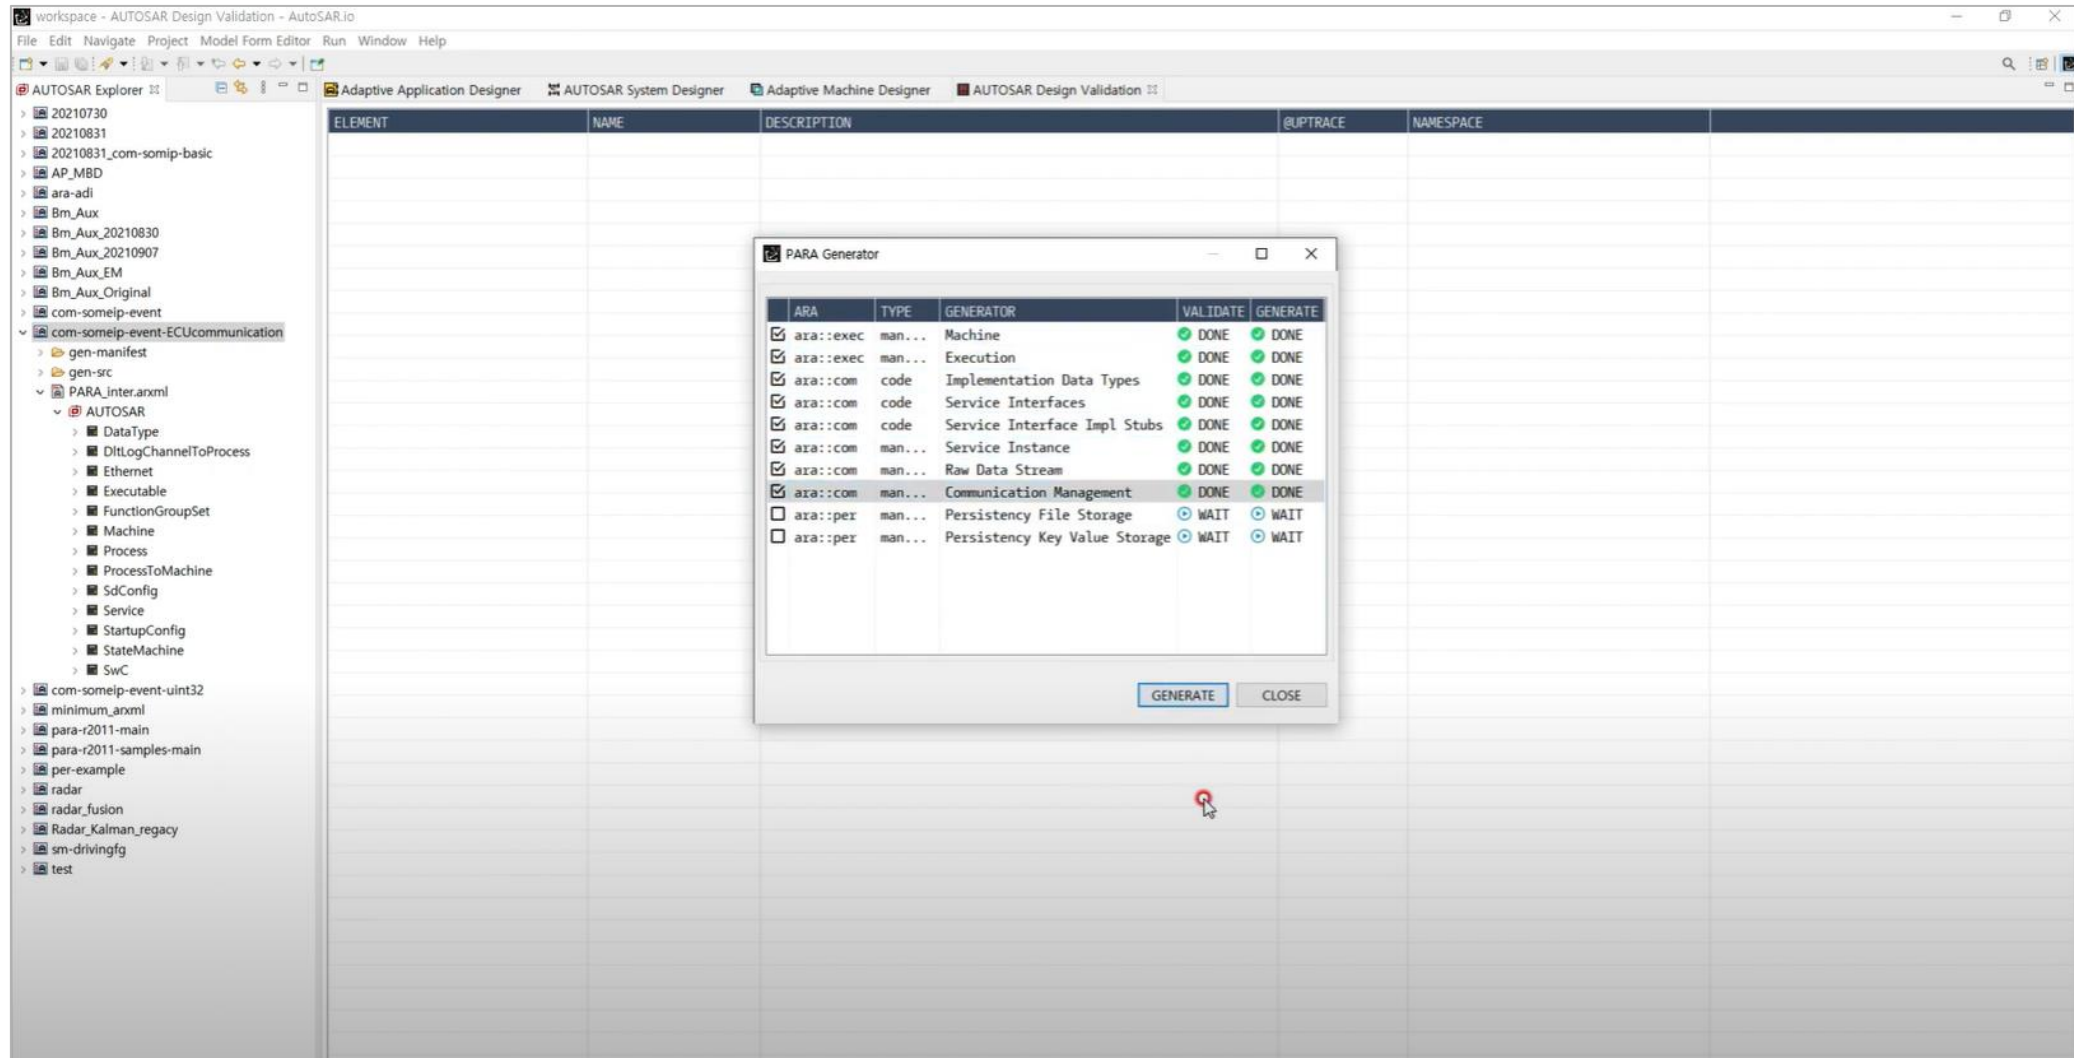 workspace - AUTOSAR Design Validation - AutoSAR.io
File Edit Navigate Project Model Form Editor Run Window Help
AUTOSAR Explorer
Adaptive Application Designer
AUTOSAR System Designer
Adaptive Machine Designer
AUTOSAR Design Validation
20210730
20210831
20210831_com-somip-basic
AP_MBD
ara-adi
Bm_Aux
Bm_Aux_20210830
Bm_Aux_20210907
Bm_Aux_EM
Bm_Aux_Original
com-someip-event
com-someip-event-ECUcommunication
gen-manifest
gen-src
PARA_inter.arxml
AUTOSAR
DataType
DltLogChannelToProcess
Ethernet
Executable
FunctionGroupSet
Machine
Process
ProcessToMachine
SdConfig
Service
StartupConfig
StateMachine
SwC
com-someip-event-uint32
minimum_arxml
para-r2011-main
para-r2011-samples-main
per-example
radar
radar_fusion
Radar_Kalman_regacy
sm-drivingfg
test
ELEMENT NAME DESCRIPTION @UPTRACE NAMESPACE
PARA Generator
ARA TYPE GENERATOR VALIDATE GENERATE
ara::exec man... Machine DONE DONE
ara::exec man... Execution DONE DONE
ara::com code Implementation Data Types DONE DONE
ara::com code Service Interfaces DONE DONE
ara::com code Service Interface Impl Stubs DONE DONE
ara::com man... Service Instance DONE DONE
ara::com man... Raw Data Stream DONE DONE
ara::com man... Communication Management DONE DONE
ara::per man... Persistency File Storage WAIT WAIT
ara::per man... Persistency Key Value Storage WAIT WAIT
GENERATE CLOSE